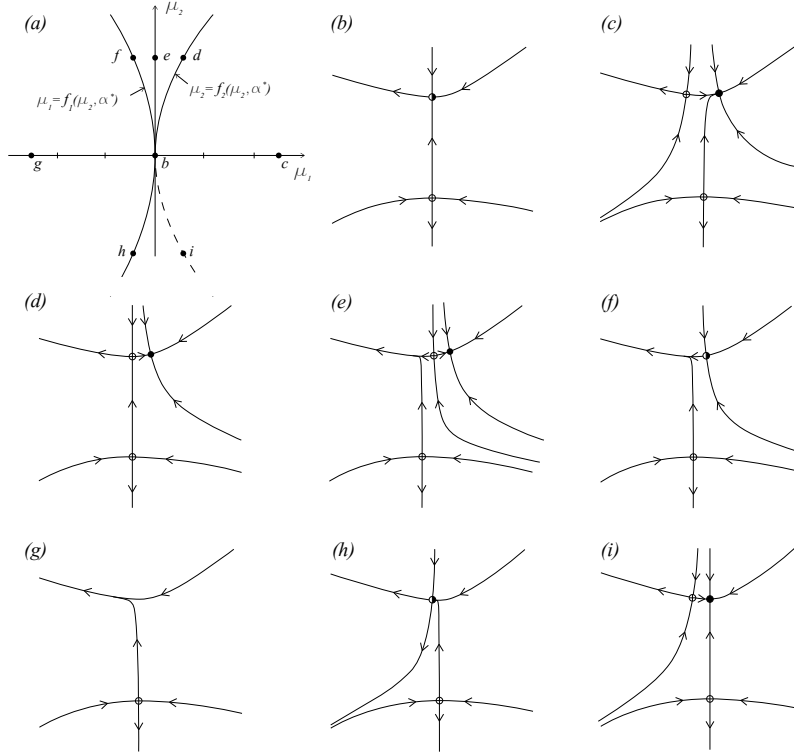 (a)
μ₂
(b)
(c)
f
e
d
μ₁=f₁(μ₂,α*)
μ₂=f₂(μ₂,α*)
g
b
c
μ₁
h
i
(d)
(e)
(f)
(g)
(h)
(i)